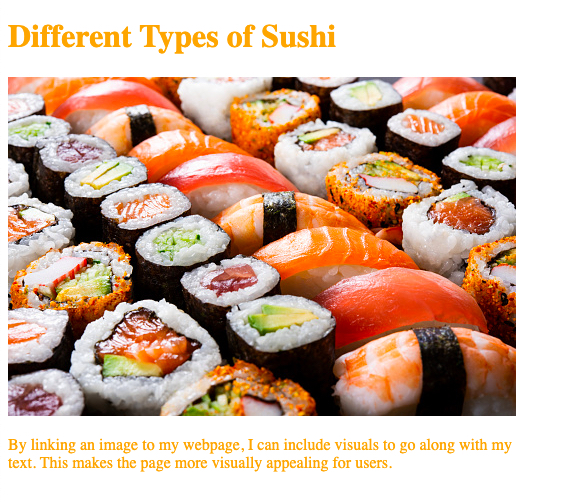 Different Types of Sushi
By linking an image to my webpage, I can include visuals to go along with my
text. This makes the page more visually appealing for users.